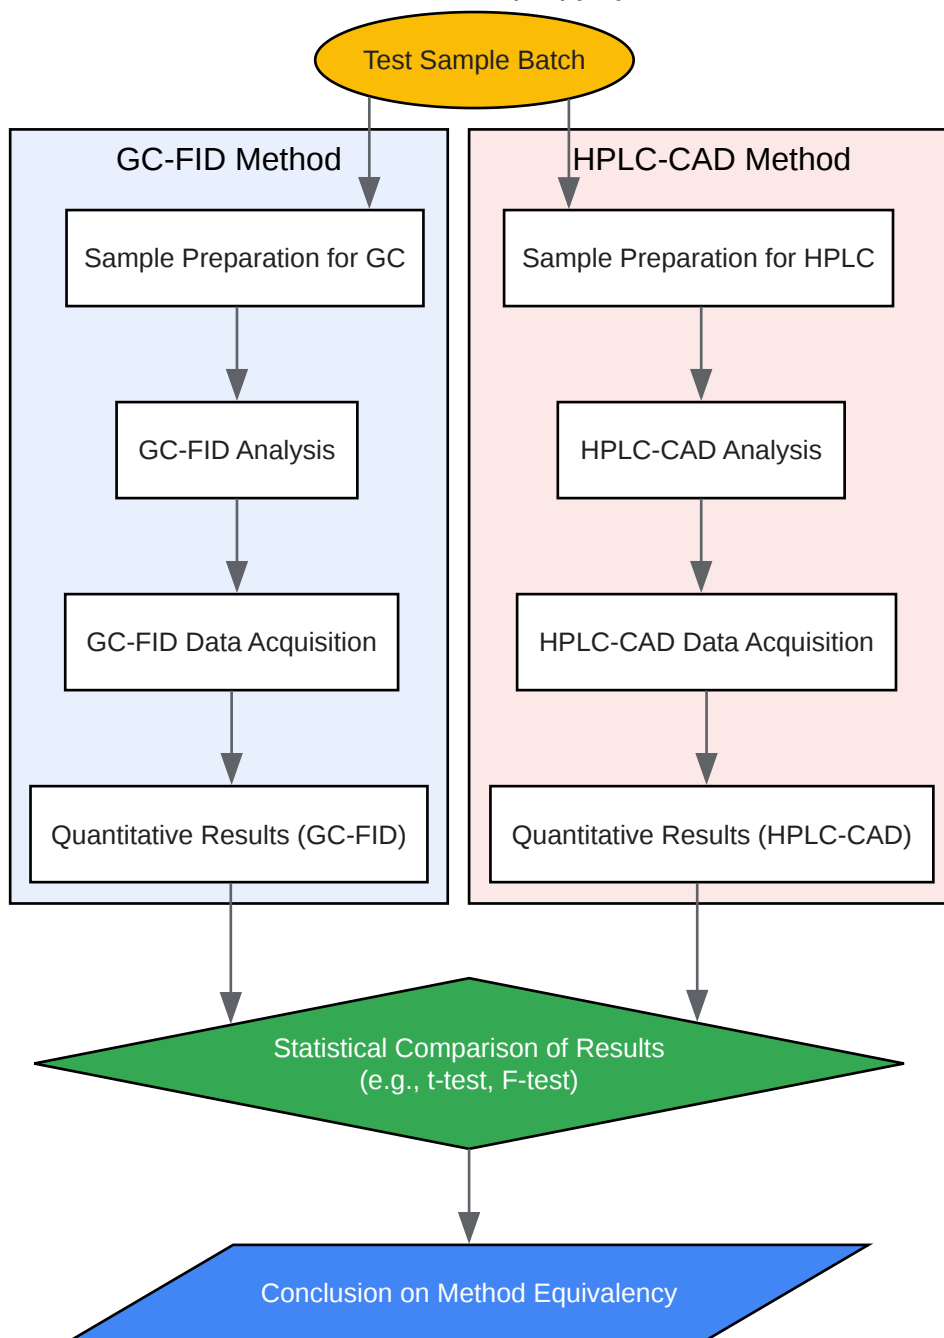 Test Sample Batch
GC-FID Method
Sample Preparation for GC
GC-FID Analysis
GC-FID Data Acquisition
Quantitative Results (GC-FID)
HPLC-CAD Method
Sample Preparation for HPLC
HPLC-CAD Analysis
HPLC-CAD Data Acquisition
Quantitative Results (HPLC-CAD)
Statistical Comparison of Results
(e.g., t-test, F-test)
Conclusion on Method Equivalency